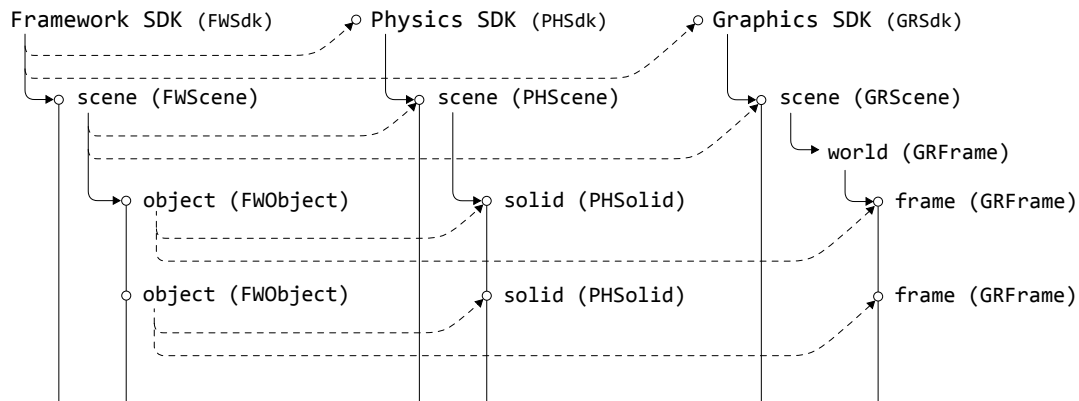 Framework SDK (FWSdk) Physics SDK (PHSdk) Graphics SDK (GRSdk)
scene (FWScene) scene (PHScene) scene (GRScene)
world (GRFrame)
object (FWObject) solid (PHSolid) frame (GRFrame)
object (FWObject) solid (PHSolid) frame (GRFrame)